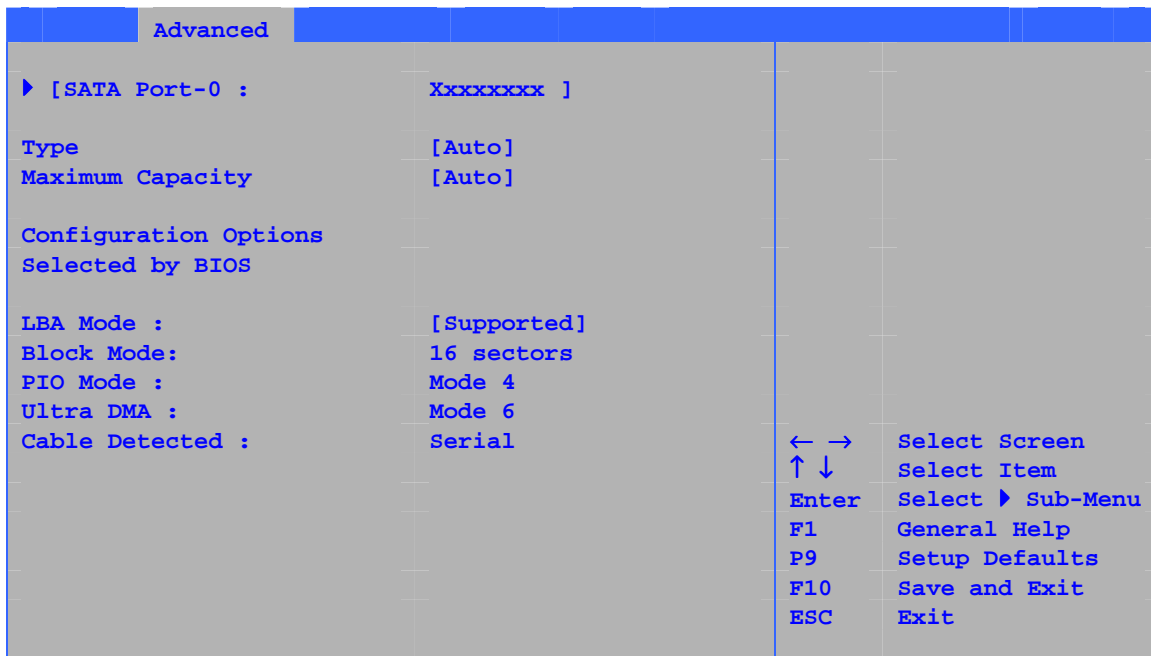 Advanced
[SATA Port-0 : Xxxxxxxx ]
Type [Auto]
Maximum Capacity [Auto]
Configuration Options
Selected by BIOS
LBA Mode : [Supported]
Block Mode: 16 sectors
PIO Mode : Mode 4
Ultra DMA : Mode 6
Cable Detected : Serial
← → Select Screen
↑ ↓ Select Item
Enter Select Sub-Menu
F1 General Help
P9 Setup Defaults
F10 Save and Exit
ESC Exit